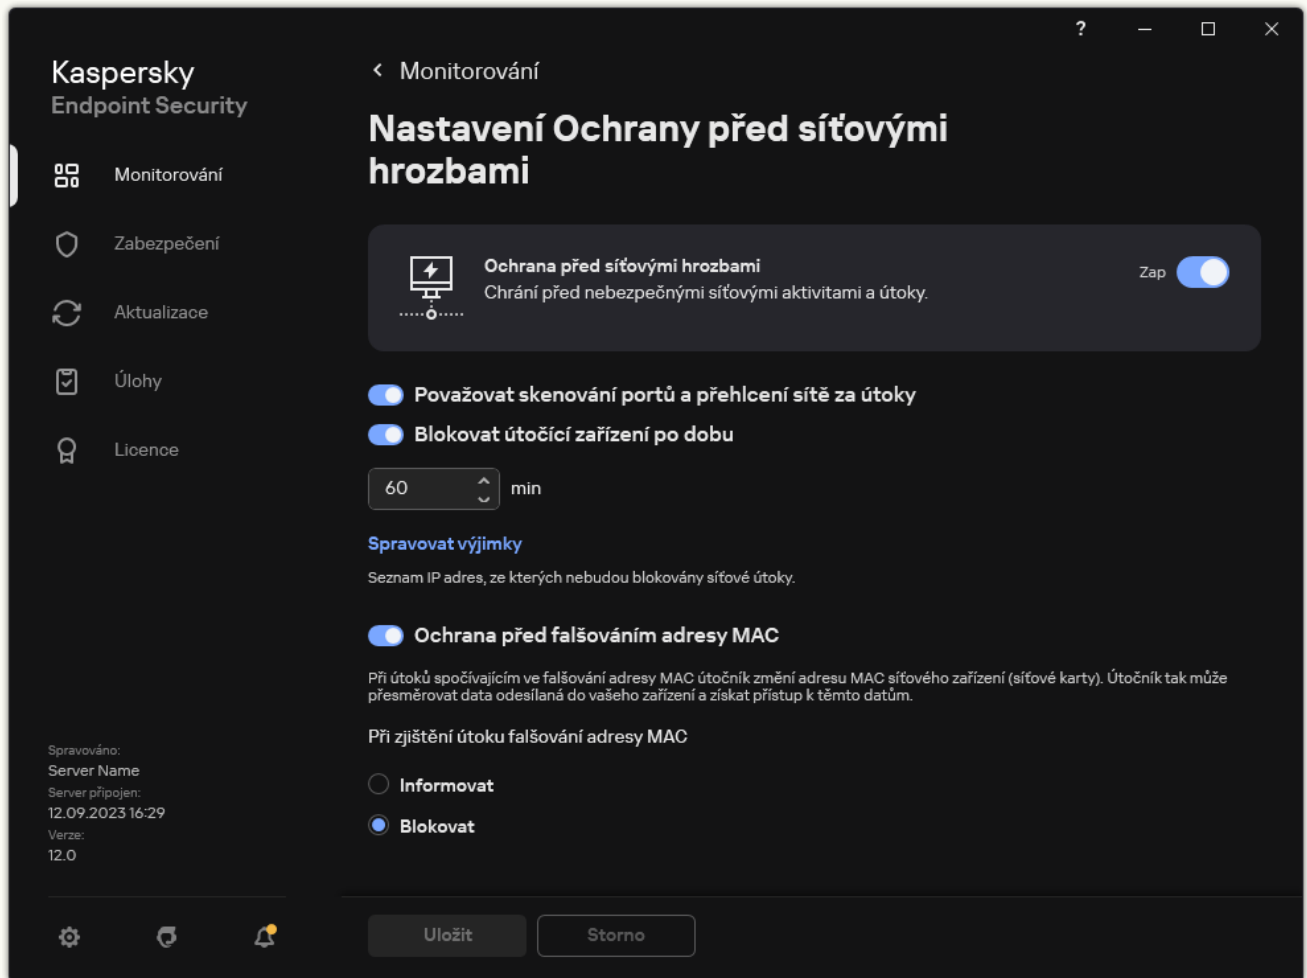 ?
Kaspersky
Endpoint Security
Monitorování
Zabezpečení
Aktualizace
Úlohy
Licence
Spravováno:
Server Name
Server připojen:
12.09.2023 16:29
Verze:
12.0
Monitorování
Nastavení Ochrany před síťovými
hrozbami
Ochrana před síťovými hrozbami
Chrání před nebezpečnými síťovými aktivitami a útoky.
Zap
Považovat skenování portů a přehlcení sítě za útoky
Blokovat útočící zařízení po dobu
60 min
Spravovat výjimky
Seznam IP adres, ze kterých nebudou blokovány síťové útoky.
Ochrana před falšováním adresy MAC
Při útoků spočívajícím ve falšování adresy MAC útočník změní adresu MAC síťového zařízení (síťové karty). Útočník tak může
přesměrovat data odesílaná do vašeho zařízení a získat přístup k těmto datům.
Při zjištění útoku falšování adresy MAC
Informovat
Blokovat
Uložit
Storno